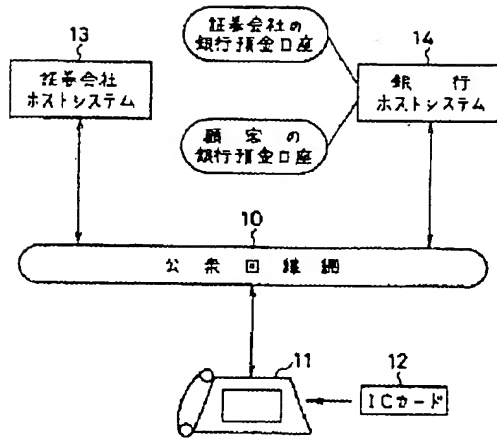 13
証券会社
ホストシステム
証券会社の
銀行預金口座
14
銀 行
ホストシステム
顧客の
銀行預金口座
10
公 衆 回 線 網
11
12
ICカード